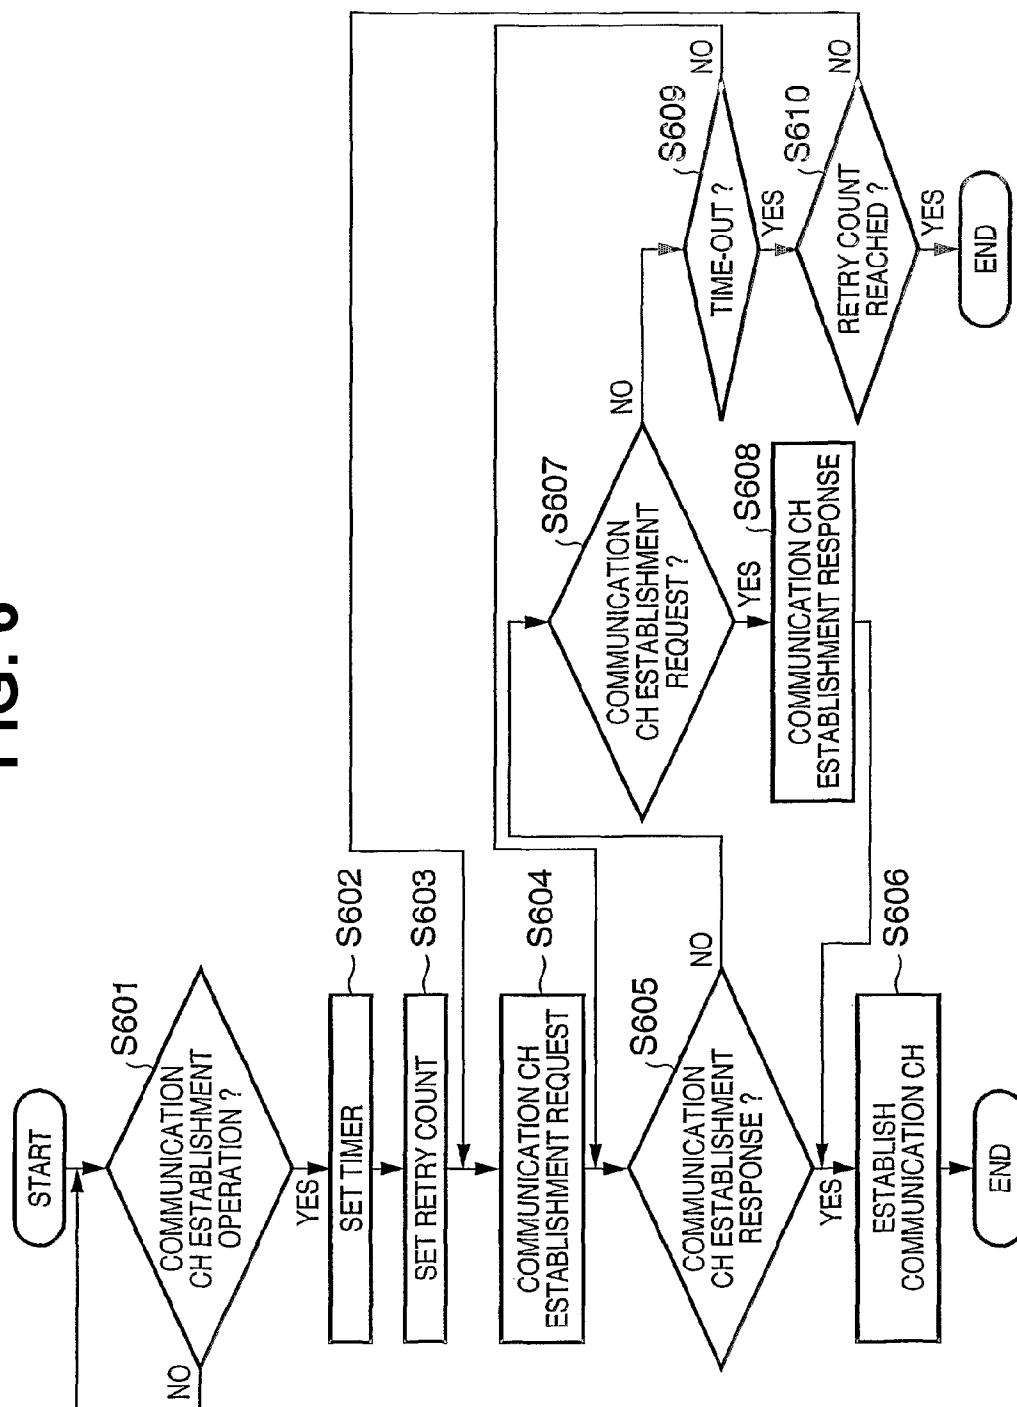 FIG. 6
START
S601
COMMUNICATION
CH ESTABLISHMENT
OPERATION ?
NO
YES
SET TIMER
S602
SET RETRY COUNT
S603
COMMUNICATION CH
ESTABLISHMENT REQUEST
S604
S605
COMMUNICATION
CH ESTABLISHMENT
RESPONSE ?
NO
YES
ESTABLISH
COMMUNICATION CH
S606
END
S607
COMMUNICATION
CH ESTABLISHMENT
REQUEST ?
NO
YES
S608
COMMUNICATION CH
ESTABLISHMENT RESPONSE
S609
TIME-OUT ?
NO
YES
S610
RETRY COUNT
REACHED ?
NO
YES
END